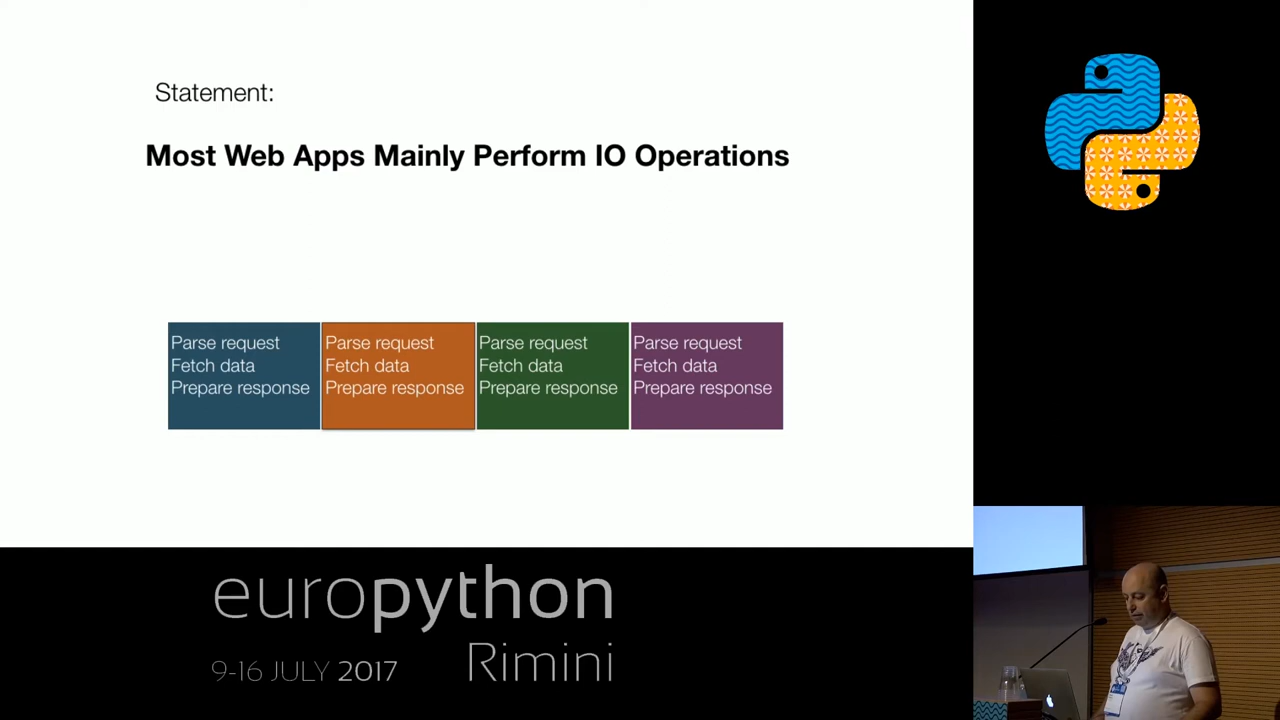 Statement:
Most Web Apps Mainly Perform IO Operations
Parse request
Fetch data
Prepare response
Parse request
Fetch data
Prepare response
Parse request
Fetch data
Prepare response
Parse request
Fetch data
Prepare response
europython
9-16 JULY 2017
Rimini